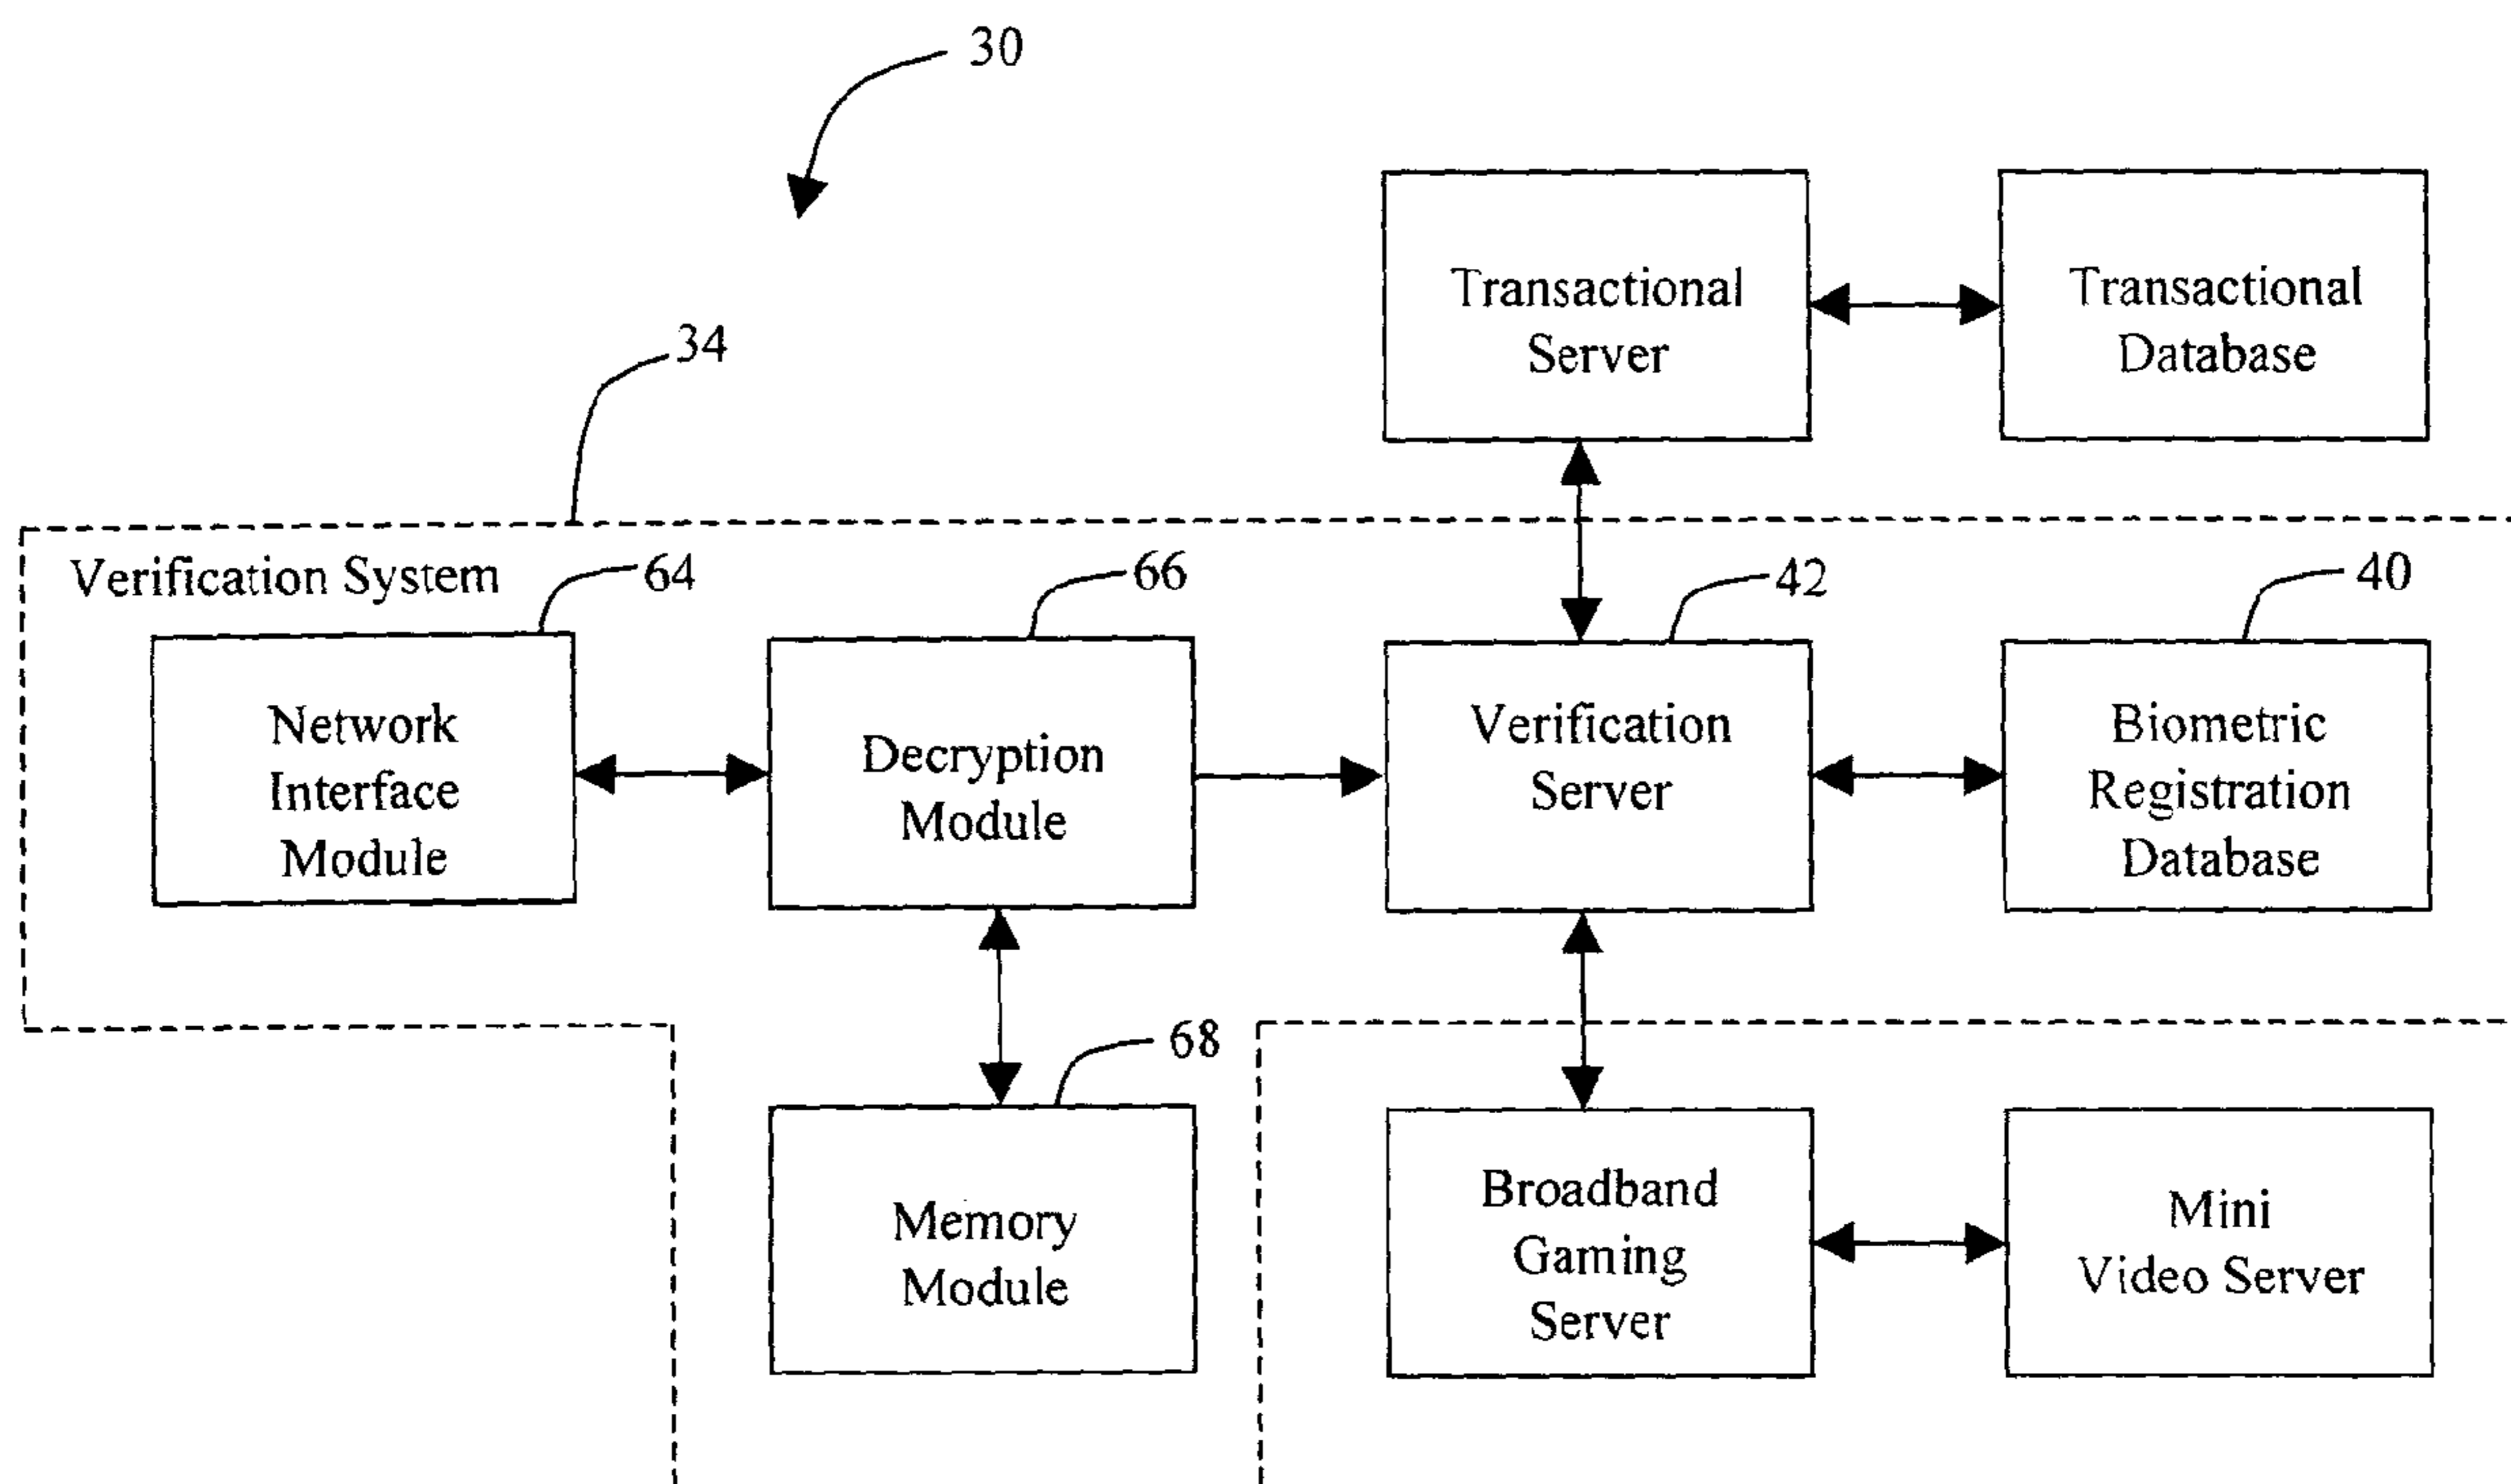 30
34
Transactional
Server
Transactional
Database
Verification System
64
66
42
40
Network
Interface
Module
Decryption
Module
Verification
Server
Biometric
Registration
Database
68
Memory
Module
Broadband
Gaming
Server
Mini
Video Server